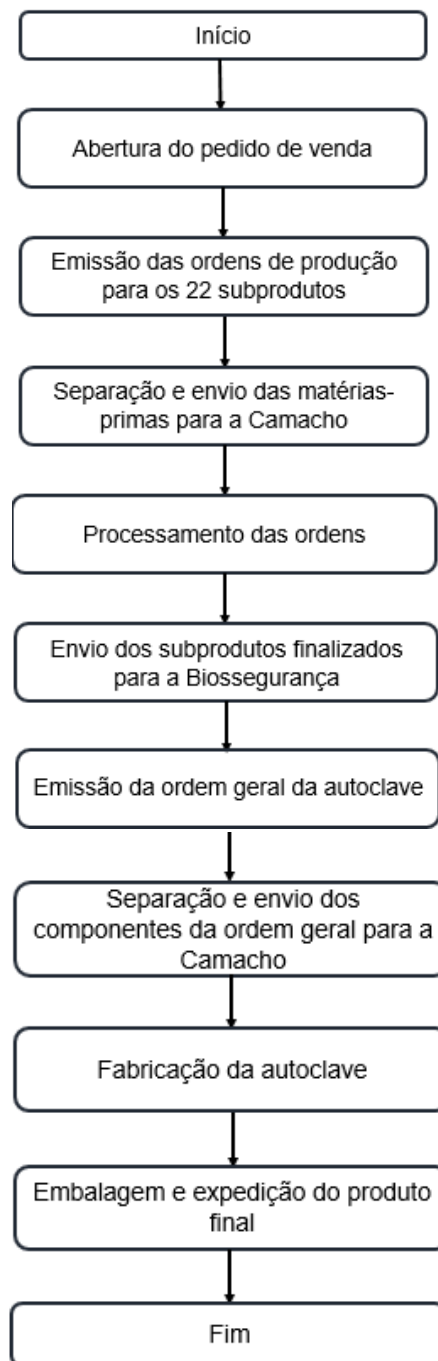 Início
Abertura do pedido de venda
Emissão das ordens de produção
para os 22 subprodutos
Separação e envio das matérias-
primas para a Camacho
Processamento das ordens
Envio dos subprodutos finalizados
para a Biossegurança
Emissão da ordem geral da autoclave
Separação e envio dos
componentes da ordem geral para a
Camacho
Fabricação da autoclave
Embalagem e expedição do produto
final
Fim